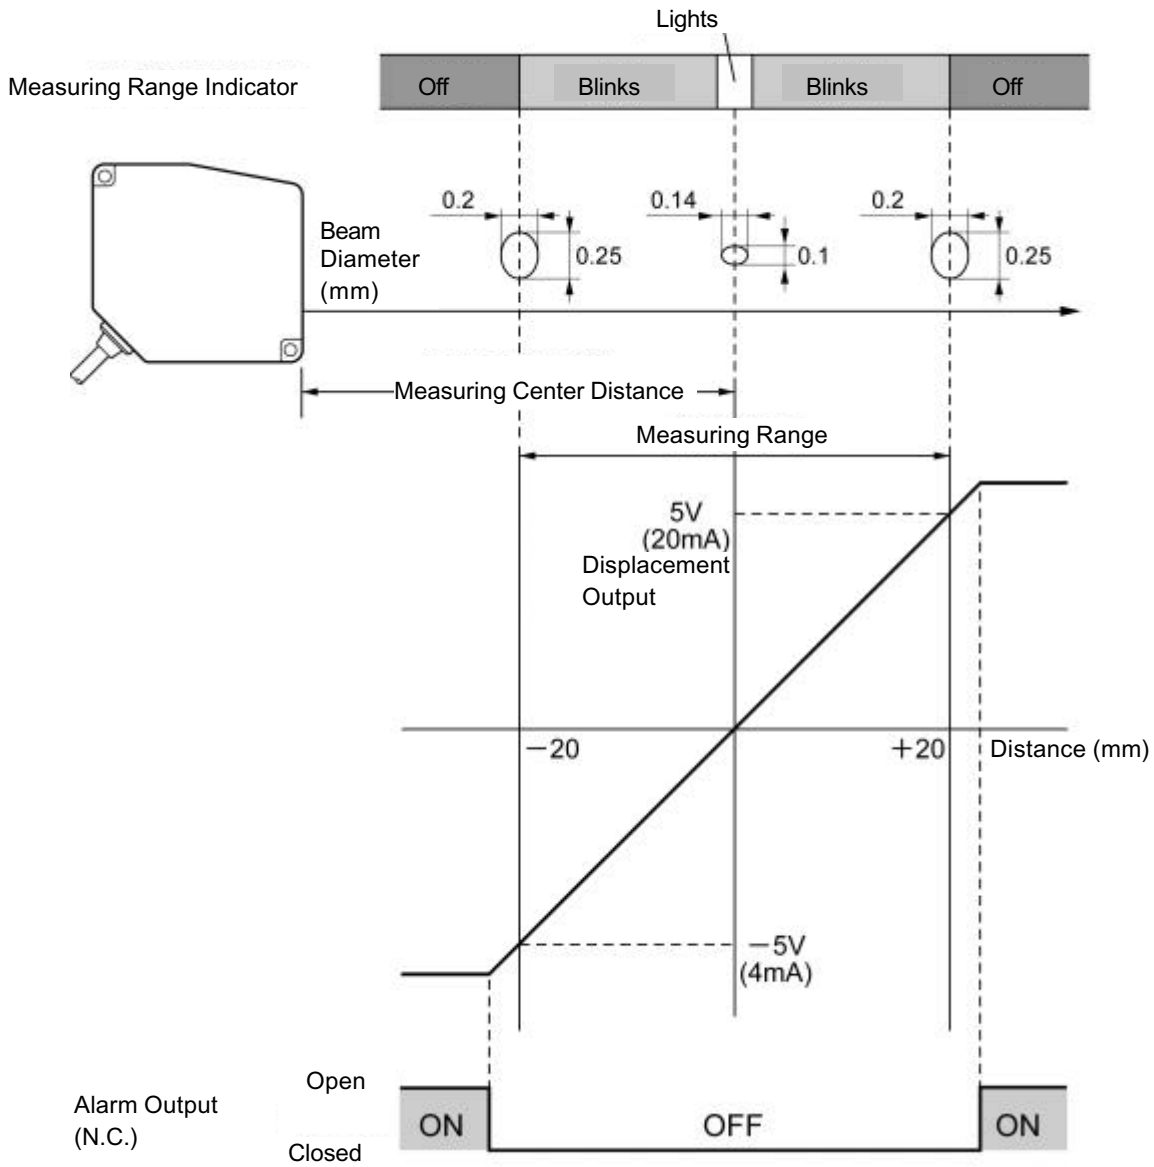 Lights
Measuring Range Indicator
Off
Blinks
Blinks
Off
0.2
0.14
0.2
Beam
Diameter
(mm)
0.25
0.1
0.25
Measuring Center Distance
Measuring Range
5V
(20mA)
Displacement
Output
－20
＋20
Distance (mm)
－5V
(4mA)
Open
Alarm Output
(N.C.)
ON
OFF
ON
Closed